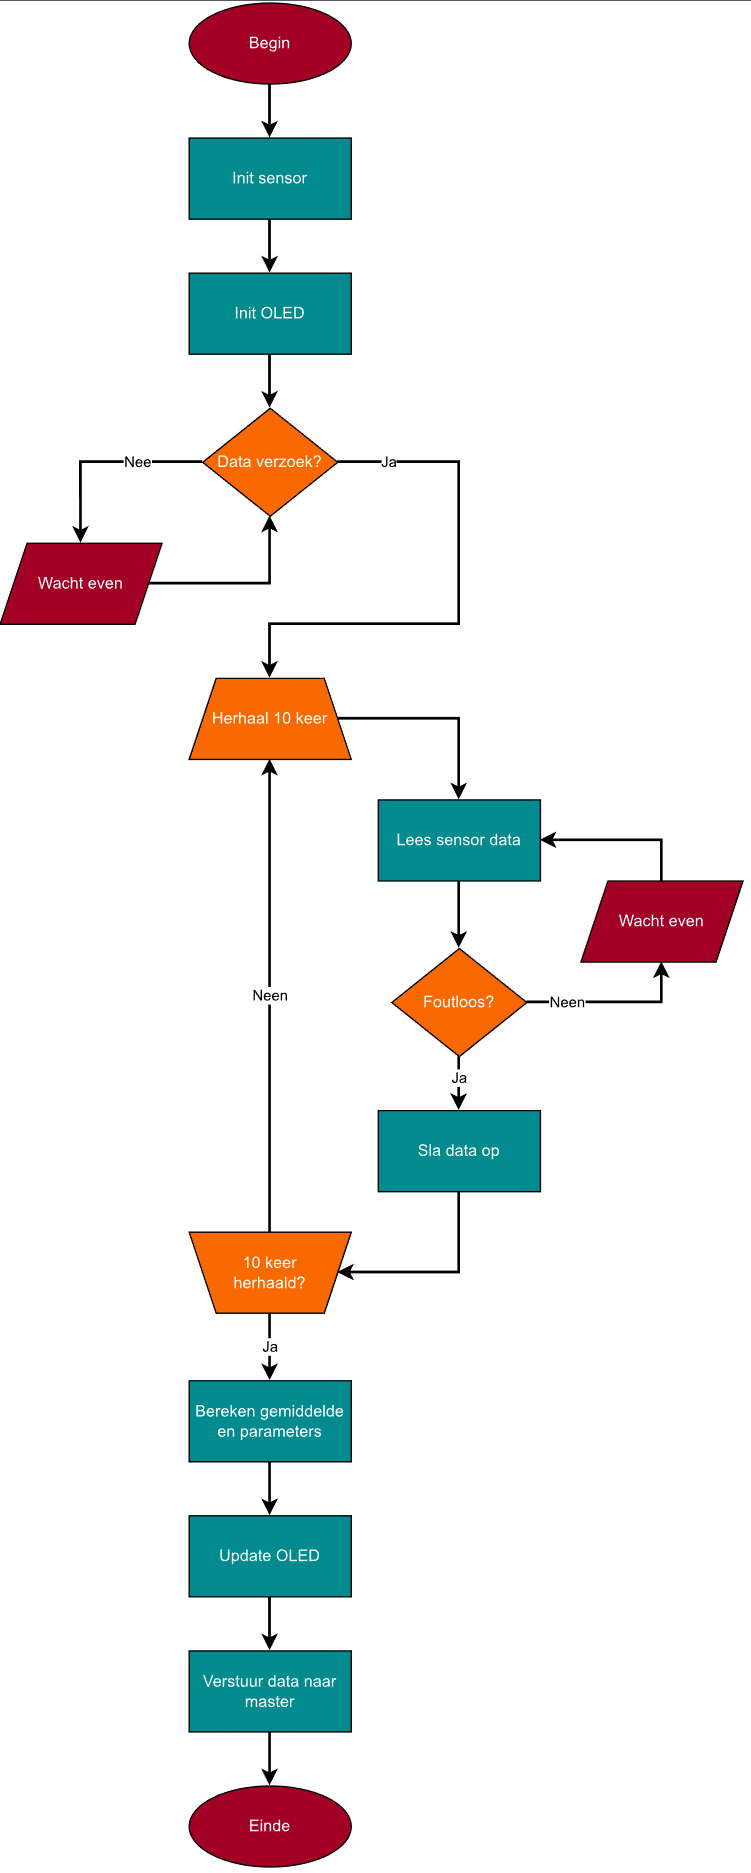 Begin
Init sensor
Init OLED
Data verzoek?
Nee
Ja
Wacht even
Herhaal 10 keer
Lees sensor data
Wacht even
Foutloos?
Neen
Neen
Ja
Sla data op
10 keer
herhaald?
Ja
Bereken gemiddelde
en parameters
Update OLED
Verstuur data naar
master
Einde